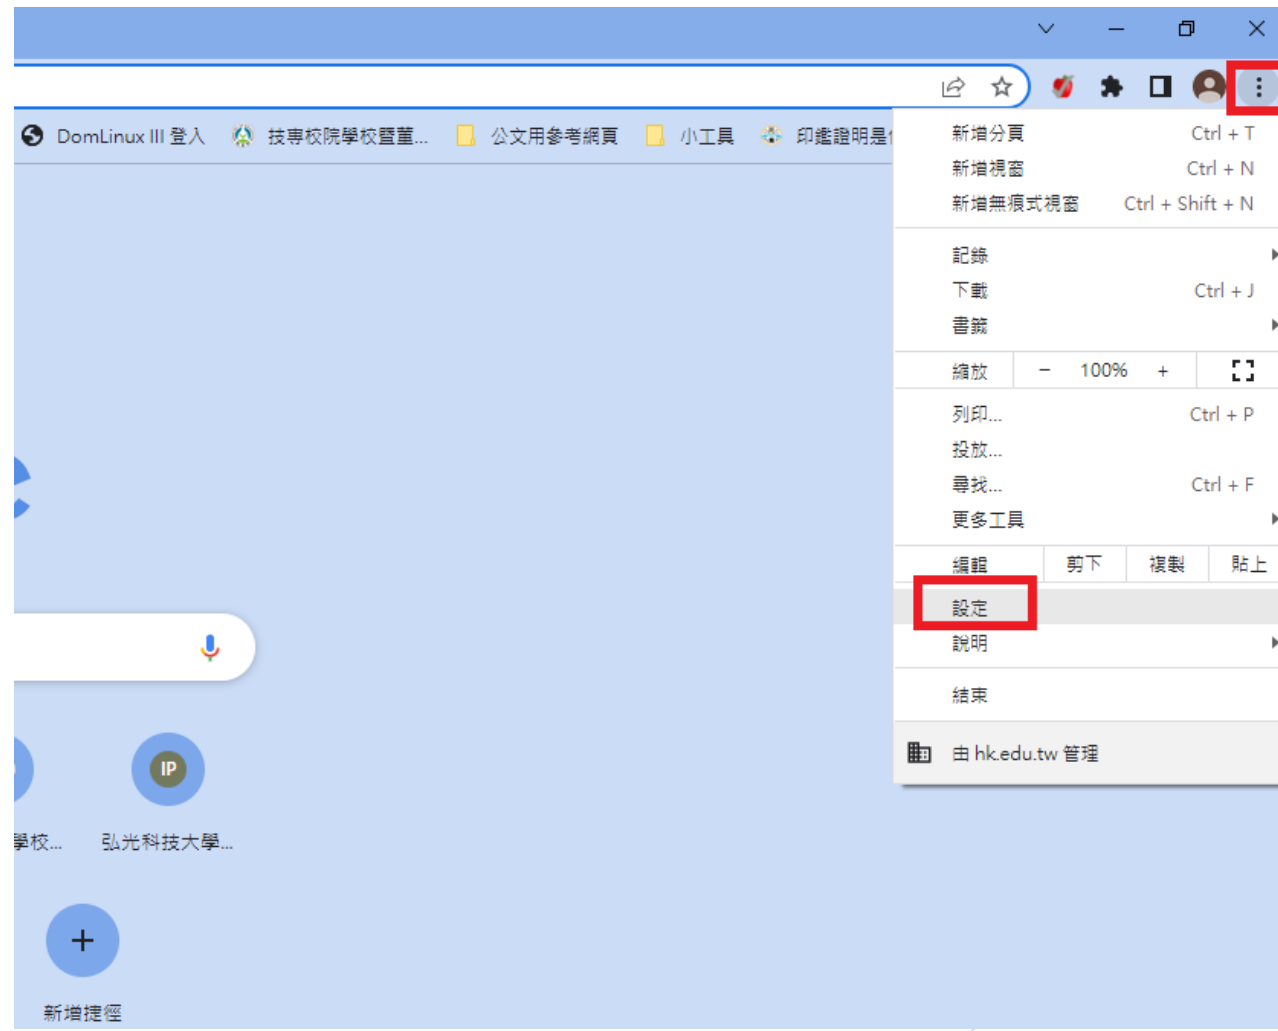 DomLinux III 登入 技專校院學校暨董... 公文用參考網頁 小工具 印鑑證明是
新增分頁 Ctrl + T
新增視窗 Ctrl + N
新增無痕式視窗 Ctrl + Shift + N
記錄
下載 Ctrl + J
書籤
縮放 - 100% +
列印... Ctrl + P
投放...
尋找... Ctrl + F
更多工具
編輯 剪下 複製 貼上
設定
說明
結束
由 hk.edu.tw 管理
IP
學校... 弘光科技大學...
新增捷徑